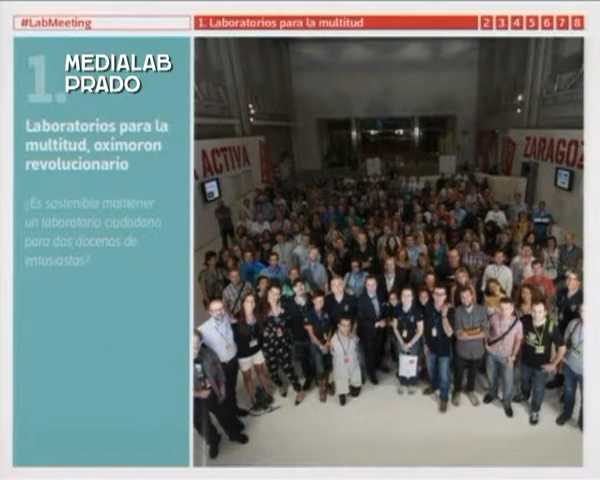 #LabMeeting
1. Laboratorios para la multitud
2 3 4 5 6 7 8
1.
MEDIALAB
PRADO
Laboratorios para la
multitud, oximoron
revolucionario
¿Es sostenible mantener
un laboratorio ciudadano
para dos docenas de
entusiastas?
ACTIVA
ZARAGOZ